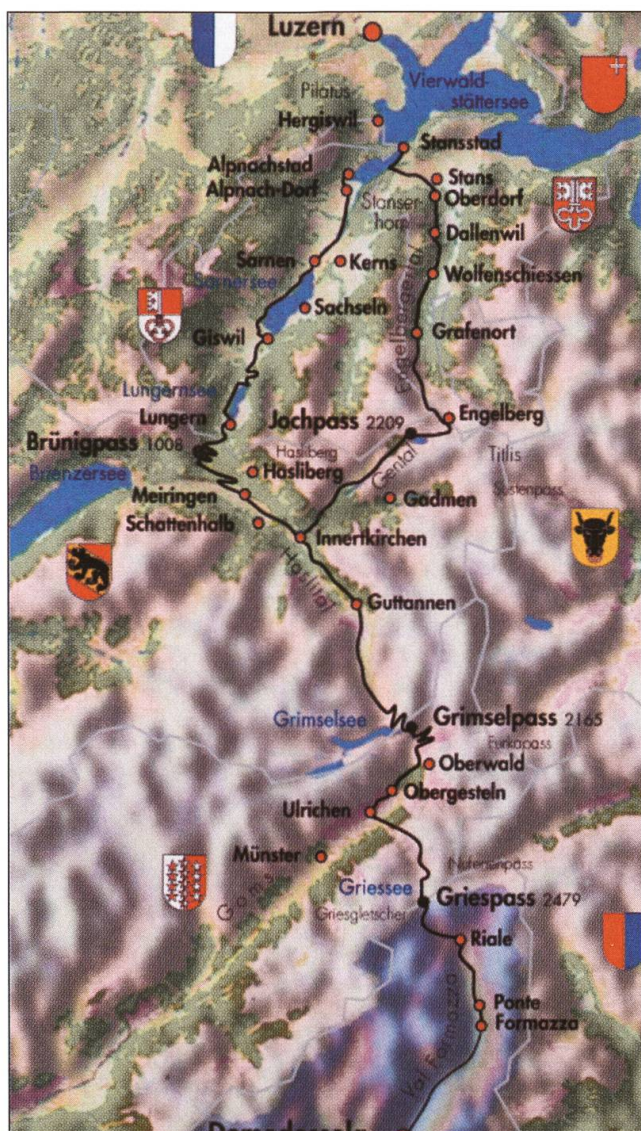 Luzern
Pilatus
Vierwald-
stättersee
Hergiswil
Stansstad
Alpnachstad
Alpnach-Dorf
Stans
Oberdorf
Stanser
horn
Dallenwil
Sarnen
Kerns
Sarnersee
Wolfenschiessen
Sachseln
Engelbergertal
Giswil
Grafenort
Lungernsee
Lungern
Jochpass 2209
Engelberg
Brünigpass 1008
Hasliberg
Hasliberg
Gental
Titlis
Brienzersee
Meiringen
Gadmen
Sustenpass
Schattenhalb
Innertkirchen
Haslital
Guttannen
Grimselsee
Grimselpass 2165
Furkapass
Oberwald
Obergesteln
Ulrichen
Münster
Goms
Nufenenpass
Griessee
Griespass 2479
Griesgletscher
Riale
Ponte
Formazza
Val Formazza
Domodossola